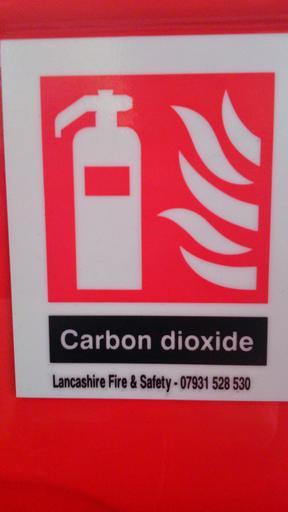 Carbon dioxide
Lancashire Fire & Safety - 07931 528 530